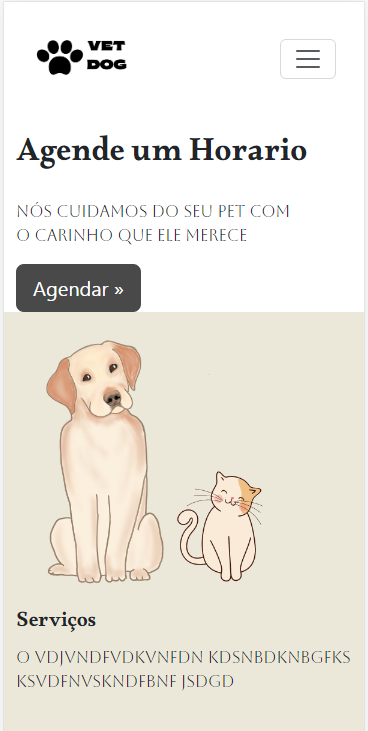 VET
DOG
Agende um Horario
NÓS CUIDAMOS DO SEU PET COM
O CARINHO QUE ELE MERECE
Agendar »
Serviços
O VDJVNDFVDKVNFDN KDSNBDKNBGFKS
KSVDFNVSKNDFBNF JSDGD